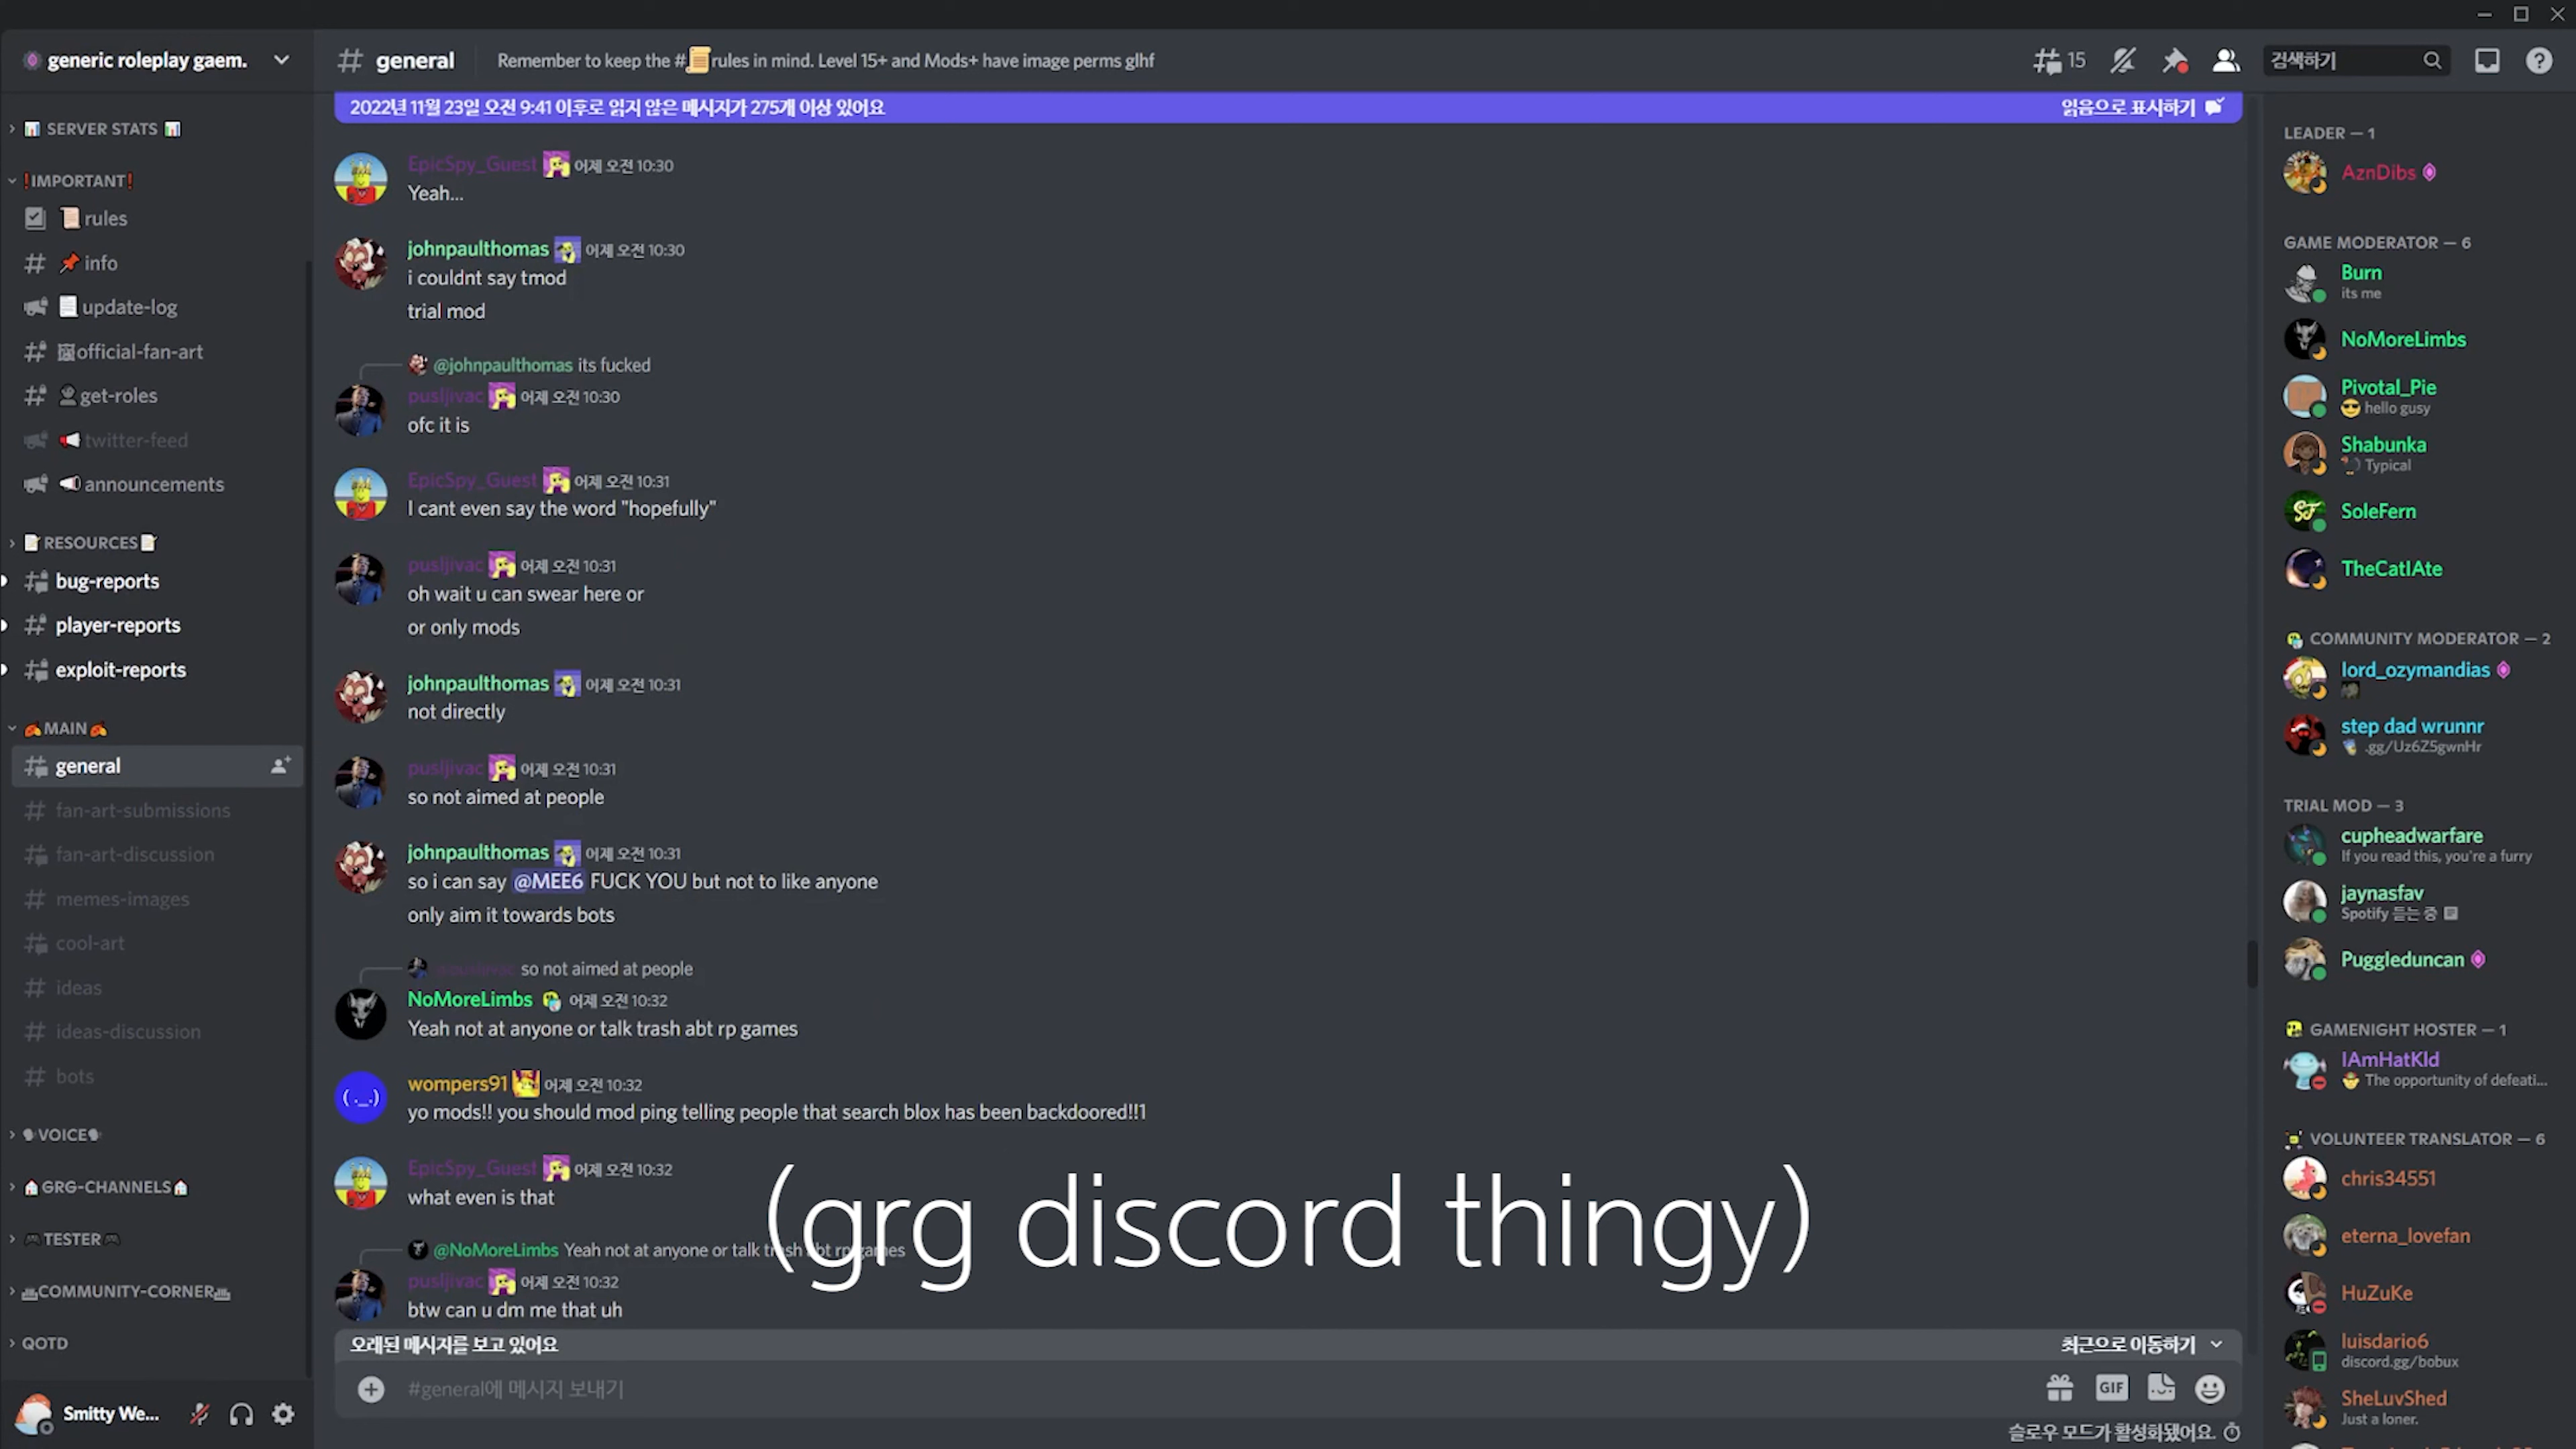 generic roleplay gaem.
SERVER STATS
❗IMPORTANT❗
rules
info
update-log
official-fan-art
get-roles
twitter-feed
announcements
RESOURCES
bug-reports
player-reports
exploit-reports
MAIN
general
fan-art-submissions
fan-art-discussion
memes-images
cool-art
ideas
ideas-discussion
bots
VOICE
GRG-CHANNELS
TESTER
COMMUNITY-CORNER
QOTD
Smitty We...
general
Remember to keep the #rules in mind. Level 15+ and Mods+ have image perms glhf
15
검색하기
2022년 11월 23일 오전 9:41 이후로 읽지 않은 메시지가 275개 이상 있어요
읽음으로 표시하기
EpicSpy_Guest 어제 오전 10:30
Yeah...
johnpaulthomas 어제 오전 10:30
i couldnt say tmod
trial mod
@johnpaulthomas its fucked
pusljivac 어제 오전 10:30
ofc it is
EpicSpy_Guest 어제 오전 10:31
I cant even say the word "hopefully"
pusljivac 어제 오전 10:31
oh wait u can swear here or
or only mods
johnpaulthomas 어제 오전 10:31
not directly
pusljivac 어제 오전 10:31
so not aimed at people
johnpaulthomas 어제 오전 10:31
so i can say @MEE6 FUCK YOU but not to like anyone
only aim it towards bots
so not aimed at people
NoMoreLimbs 어제 오전 10:32
Yeah not at anyone or talk trash abt rp games
wompers91 어제 오전 10:32
(._.)
yo mods!! you should mod ping telling people that search blox has been backdoored!!1
EpicSpy_Guest 어제 오전 10:32
what even is that
@NoMoreLimbs Yeah not at anyone or talk trash abt rp games
pusljivac 어제 오전 10:32
btw can u dm me that uh
(grg discord thingy)
오래된 메시지를 보고 있어요
최근으로 이동하기
#general에 메시지 보내기
GIF
슬로우 모드가 활성화됐어요.
LEADER — 1
AznDibs
GAME MODERATOR — 6
Burn
its me
NoMoreLimbs
Pivotal_Pie
hello gusy
Shabunka
Typical
SoleFern
SF
TheCatIAte
COMMUNITY MODERATOR — 2
lord_ozymandias
step dad wrunnr
.gg/Uz6Z5gwnHr
TRIAL MOD — 3
cupheadwarfare
If you read this, you're a furry
jaynasfav
Spotify 듣는 중
Puggleduncan
GAMENIGHT HOSTER — 1
IAmHatKId
The opportunity of defeati...
VOLUNTEER TRANSLATOR — 6
chris34551
eterna_lovefan
HuZuKe
luisdario6
discord.gg/bobux
SheLuvShed
Just a loner.